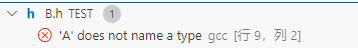 h B.h TEST 1
'A' does not name a type gcc [行 9，列 2]